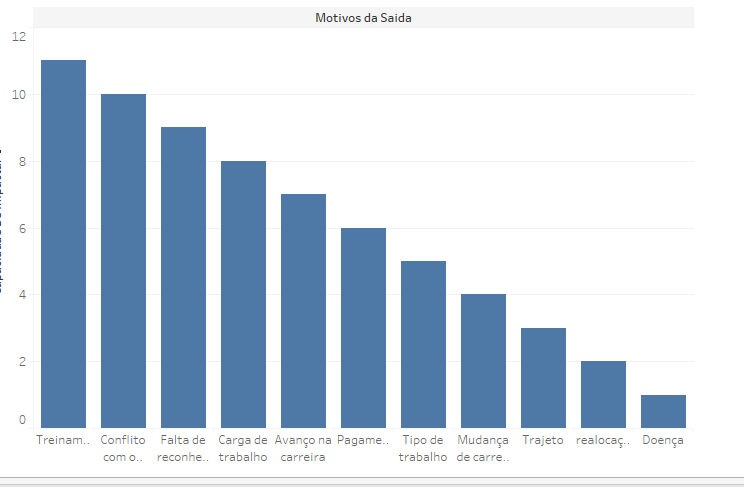 Motivos da Saida
12
10
8
6
4
2
0
Treinam.. Conflito Falta de Carga de Avanço na Pagame.. Tipo de Mudança Trajeto realocaç.. Doença
com o.. reconhe.. trabalho carreira trabalho de carre..